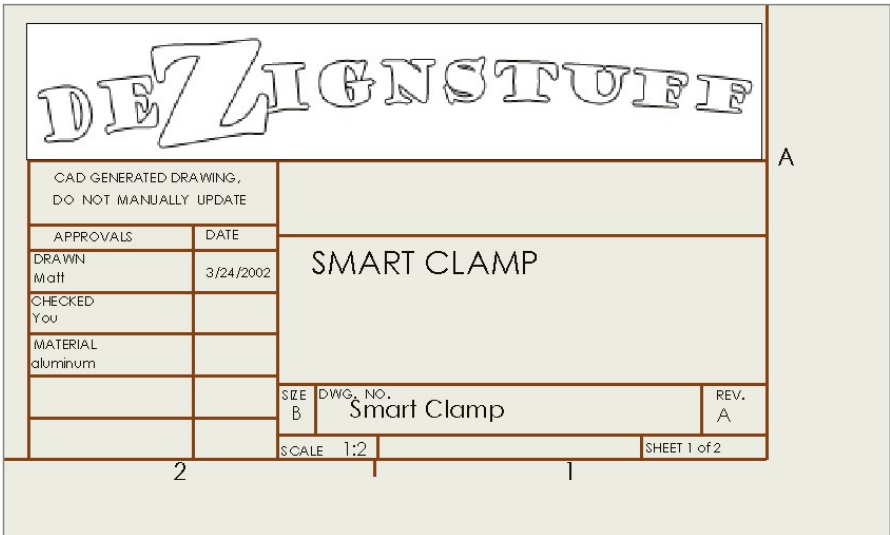 DEZIGNSTUFF
A
CAD GENERATED DRAWING,
DO NOT MANUALLY UPDATE
APPROVALS DATE
DRAWN
Matt 3/24/2002
CHECKED
You
MATERIAL
aluminum
SMART CLAMP
SIZE DWG. NO. REV.
B Smart Clamp A
SCALE 1:2 SHEET 1 of 2
2 1